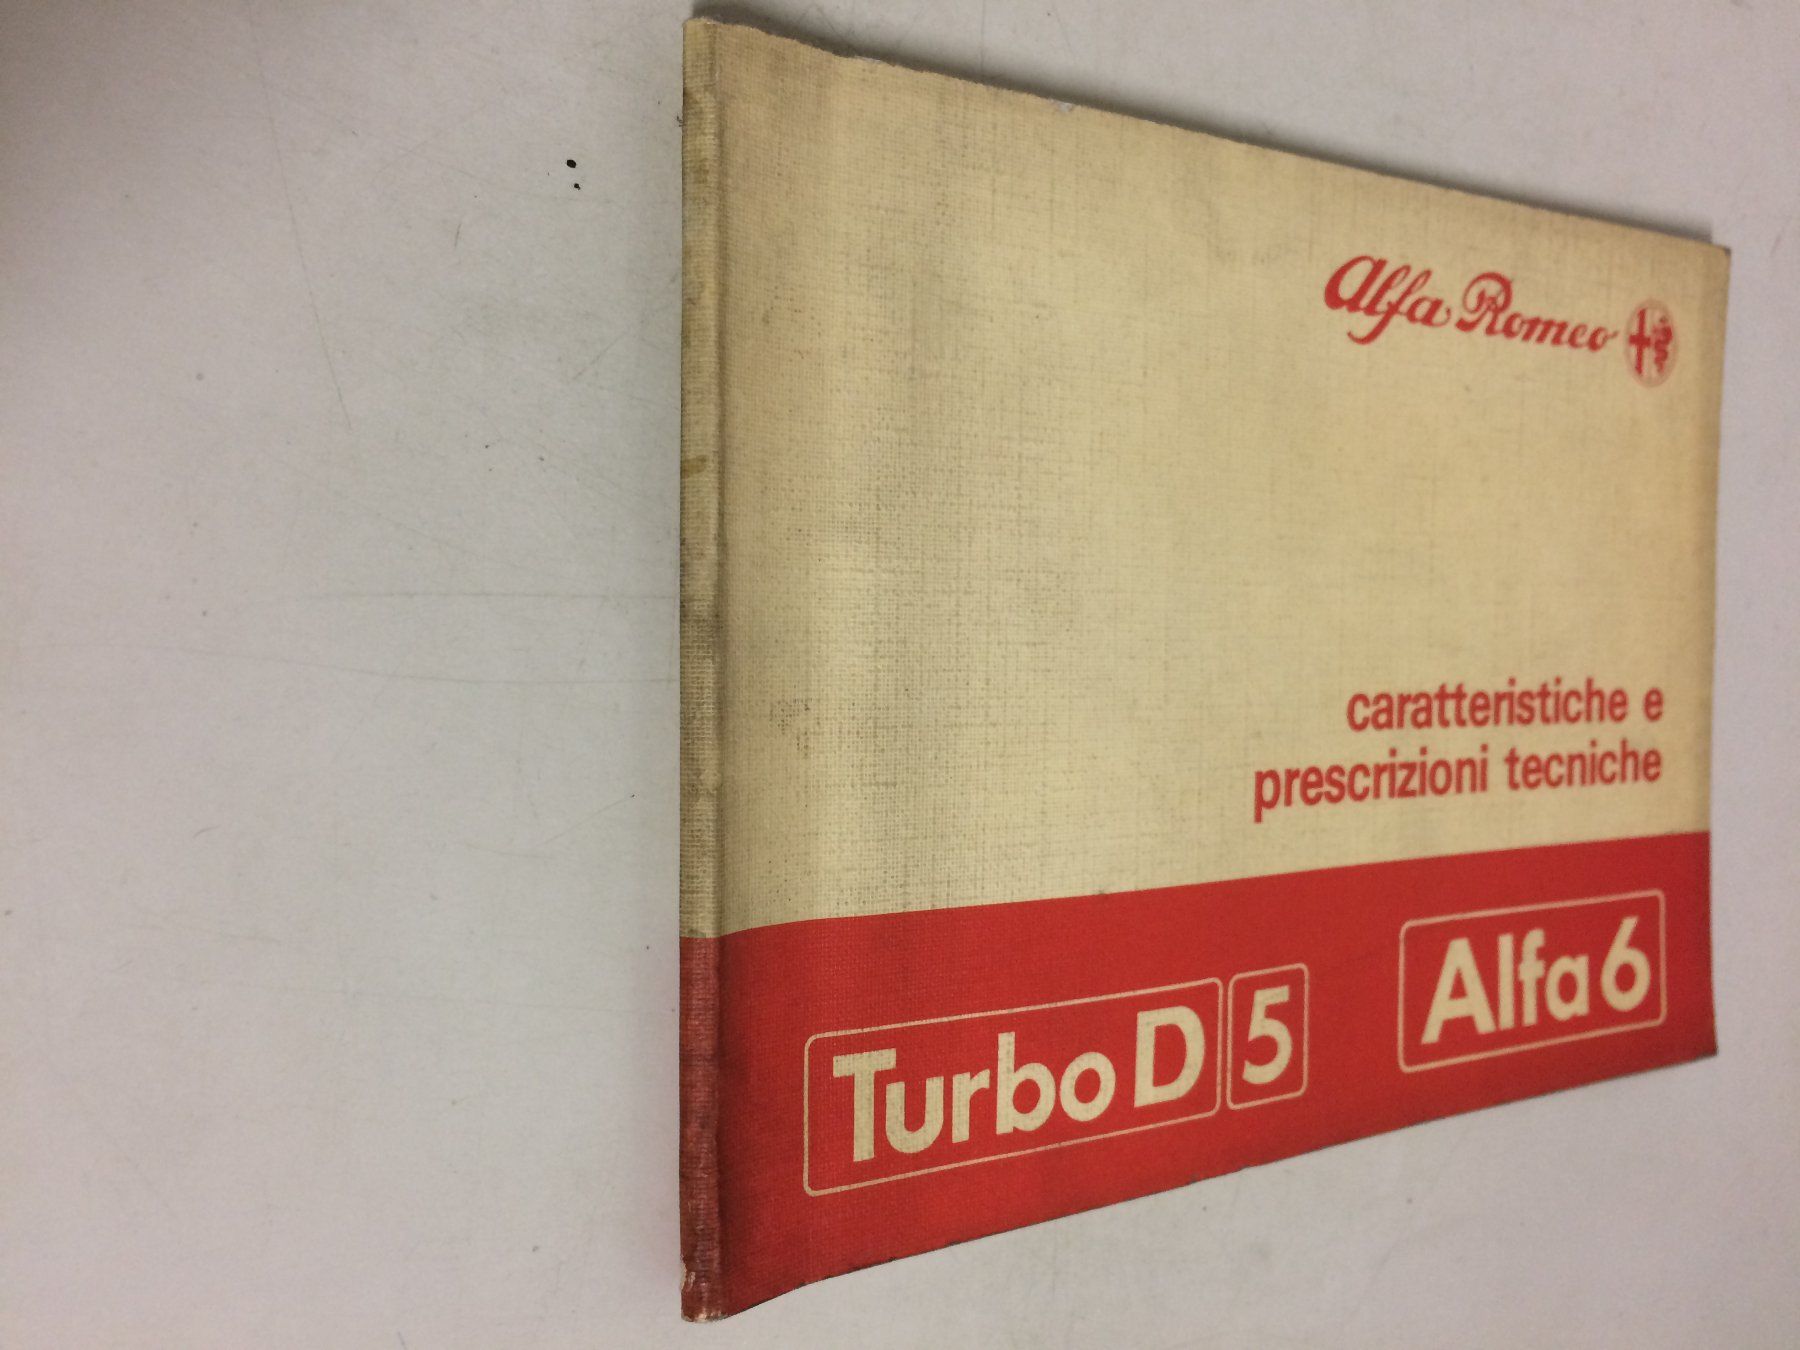 Alfa Romeo
caratteristiche e
prescrizioni tecniche
Turbo D 5 Alfa 6